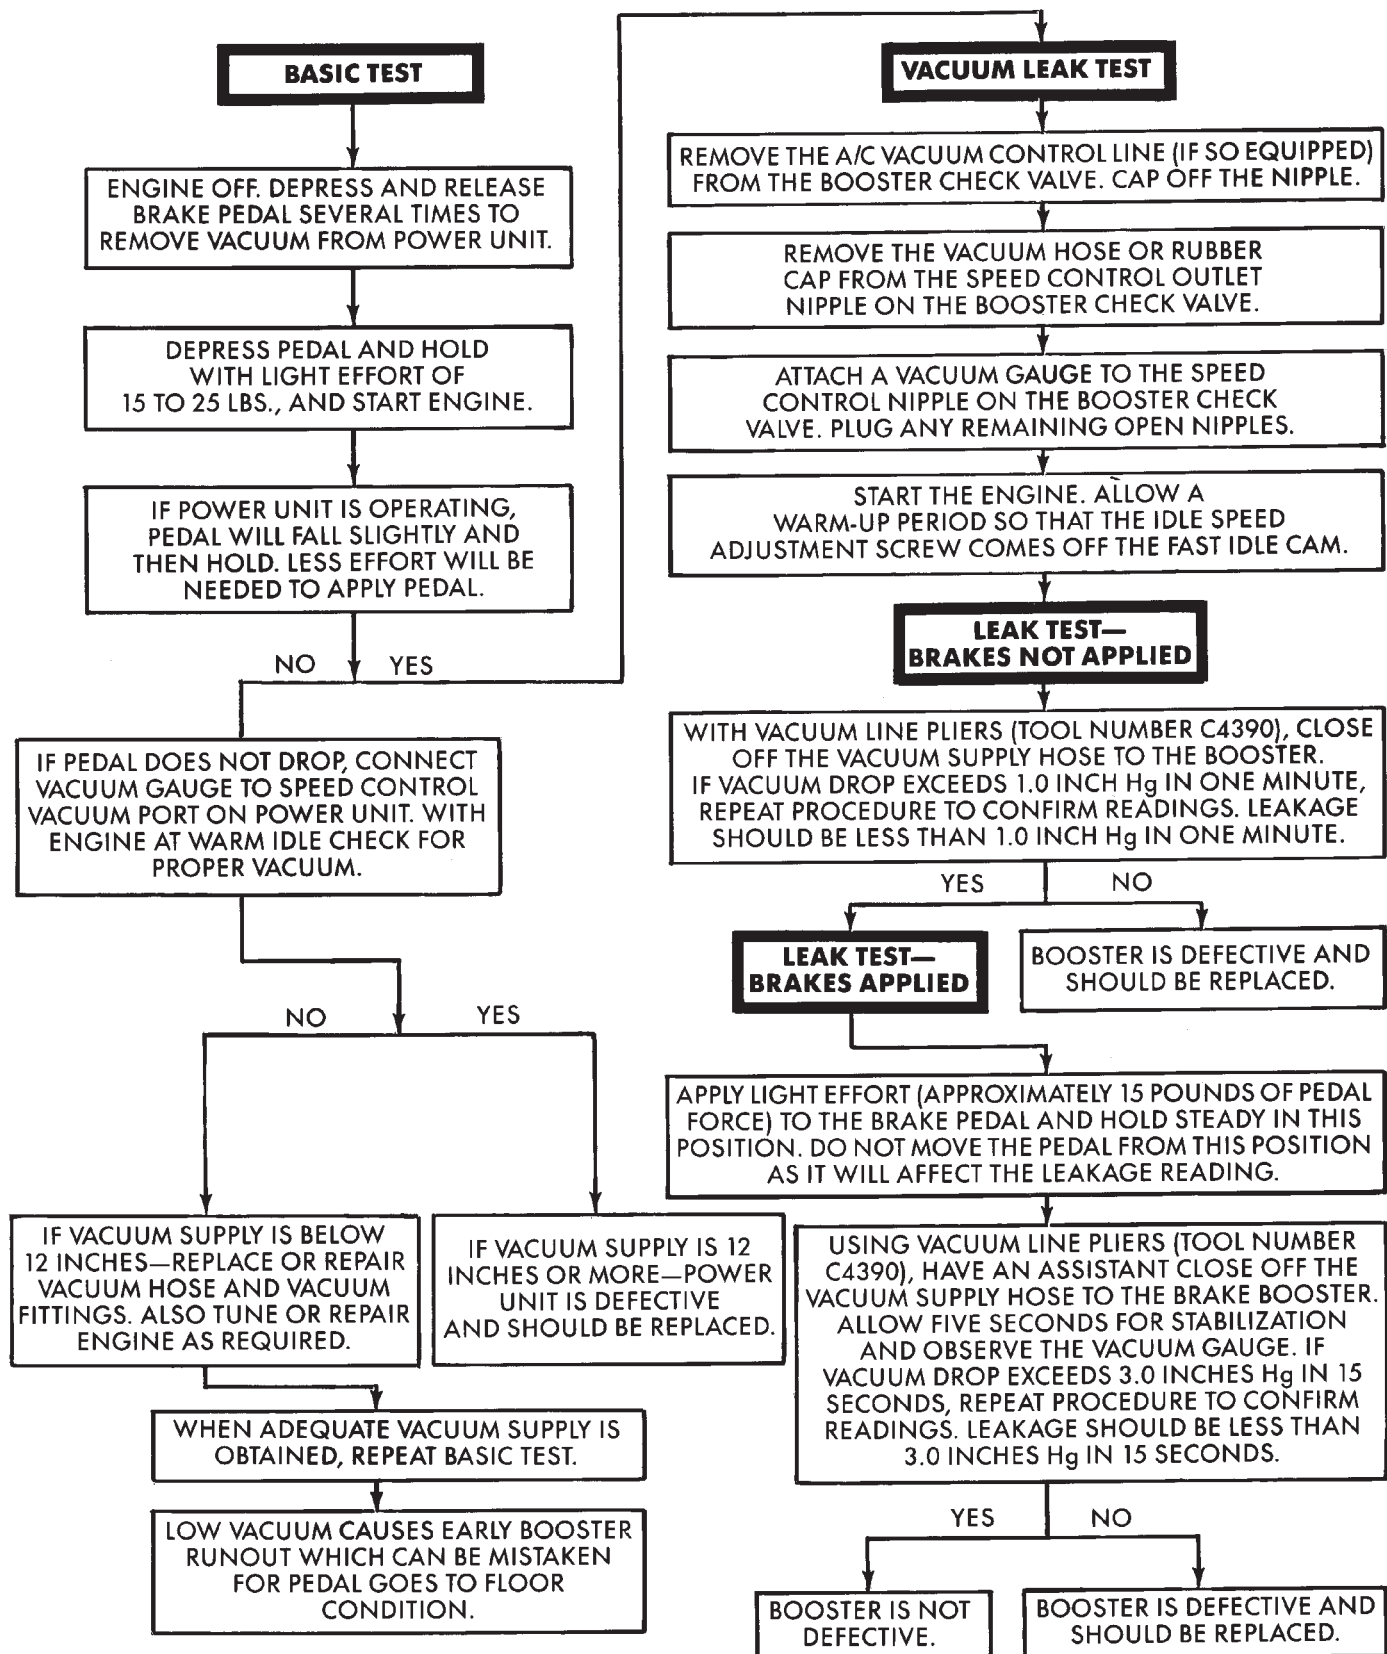 BASIC TEST
ENGINE OFF. DEPRESS AND RELEASE
BRAKE PEDAL SEVERAL TIMES TO
REMOVE VACUUM FROM POWER UNIT.
DEPRESS PEDAL AND HOLD
WITH LIGHT EFFORT OF
15 TO 25 LBS., AND START ENGINE.
IF POWER UNIT IS OPERATING,
PEDAL WILL FALL SLIGHTLY AND
THEN HOLD. LESS EFFORT WILL BE
NEEDED TO APPLY PEDAL.
NO YES
IF PEDAL DOES NOT DROP, CONNECT
VACUUM GAUGE TO SPEED CONTROL
VACUUM PORT ON POWER UNIT. WITH
ENGINE AT WARM IDLE CHECK FOR
PROPER VACUUM.
NO YES
IF VACUUM SUPPLY IS BELOW
12 INCHES—REPLACE OR REPAIR
VACUUM HOSE AND VACUUM
FITTINGS. ALSO TUNE OR REPAIR
ENGINE AS REQUIRED.
IF VACUUM SUPPLY IS 12
INCHES OR MORE—POWER
UNIT IS DEFECTIVE
AND SHOULD BE REPLACED.
WHEN ADEQUATE VACUUM SUPPLY IS
OBTAINED, REPEAT BASIC TEST.
LOW VACUUM CAUSES EARLY BOOSTER
RUNOUT WHICH CAN BE MISTAKEN
FOR PEDAL GOES TO FLOOR
CONDITION.
VACUUM LEAK TEST
REMOVE THE A/C VACUUM CONTROL LINE (IF SO EQUIPPED)
FROM THE BOOSTER CHECK VALVE. CAP OFF THE NIPPLE.
REMOVE THE VACUUM HOSE OR RUBBER
CAP FROM THE SPEED CONTROL OUTLET
NIPPLE ON THE BOOSTER CHECK VALVE.
ATTACH A VACUUM GAUGE TO THE SPEED
CONTROL NIPPLE ON THE BOOSTER CHECK
VALVE. PLUG ANY REMAINING OPEN NIPPLES.
START THE ENGINE. ALLOW A
WARM-UP PERIOD SO THAT THE IDLE SPEED
ADJUSTMENT SCREW COMES OFF THE FAST IDLE CAM.
LEAK TEST—
BRAKES NOT APPLIED
WITH VACUUM LINE PLIERS (TOOL NUMBER C4390), CLOSE
OFF THE VACUUM SUPPLY HOSE TO THE BOOSTER.
IF VACUUM DROP EXCEEDS 1.0 INCH Hg IN ONE MINUTE,
REPEAT PROCEDURE TO CONFIRM READINGS. LEAKAGE
SHOULD BE LESS THAN 1.0 INCH Hg IN ONE MINUTE.
YES NO
LEAK TEST—
BRAKES APPLIED
BOOSTER IS DEFECTIVE AND
SHOULD BE REPLACED.
APPLY LIGHT EFFORT (APPROXIMATELY 15 POUNDS OF PEDAL
FORCE) TO THE BRAKE PEDAL AND HOLD STEADY IN THIS
POSITION. DO NOT MOVE THE PEDAL FROM THIS POSITION
AS IT WILL AFFECT THE LEAKAGE READING.
USING VACUUM LINE PLIERS (TOOL NUMBER
C4390), HAVE AN ASSISTANT CLOSE OFF THE
VACUUM SUPPLY HOSE TO THE BRAKE BOOSTER.
ALLOW FIVE SECONDS FOR STABILIZATION
AND OBSERVE THE VACUUM GAUGE. IF
VACUUM DROP EXCEEDS 3.0 INCHES Hg IN 15
SECONDS, REPEAT PROCEDURE TO CONFIRM
READINGS. LEAKAGE SHOULD BE LESS THAN
3.0 INCHES Hg IN 15 SECONDS.
YES NO
BOOSTER IS NOT
DEFECTIVE.
BOOSTER IS DEFECTIVE AND
SHOULD BE REPLACED.